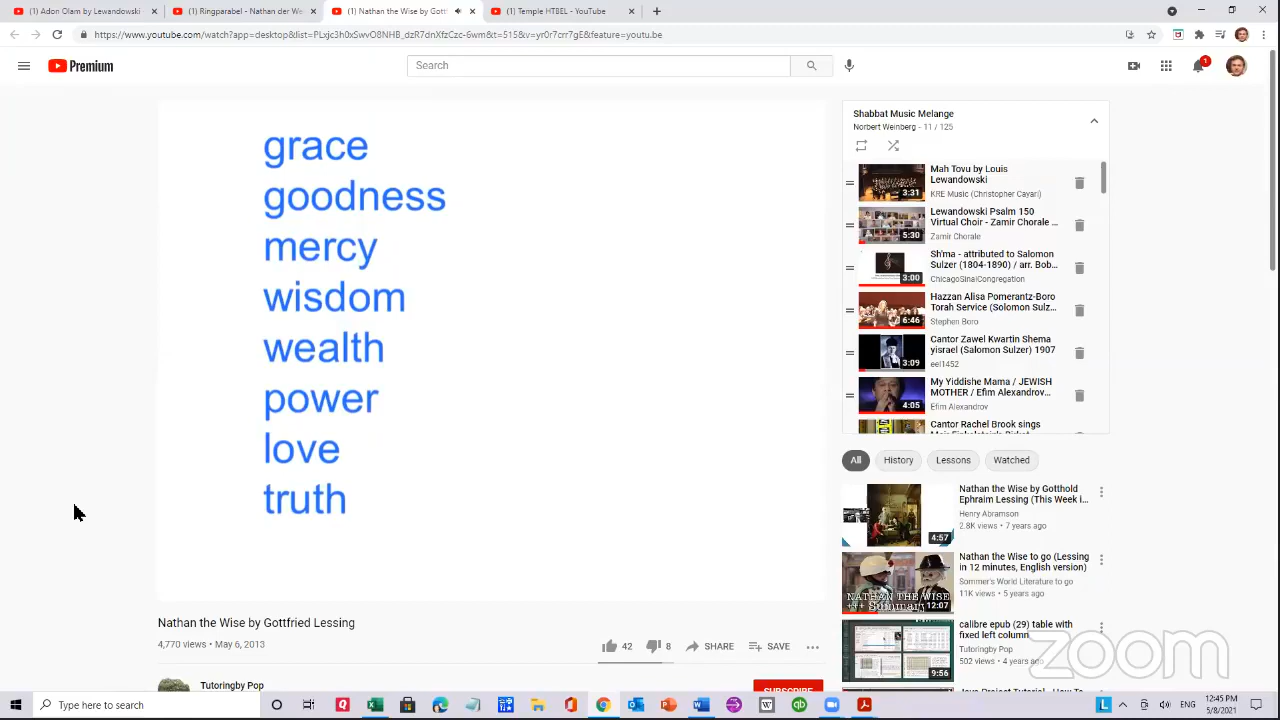 (1) Adon Olam by Lewandowski
(1) Ringparabel - Nathan der We
(1) Nathan the Wise by Gotf
(1) Temple HTBEL - YouTube
https://www.youtube.com/watch?app=desktop&list=PLxjc3h0xSwvO8NHB_dzR7dnXfzCzc-6wm&t=515&v=yr0r7crr7gE&feature=youtu.be
Premium
Search
1
grace
goodness
mercy
wisdom
wealth
power
love
truth
Nathan the Wise by Gottfried Lessing
4,770 views • May 6, 2013
42
8
SHARE
SAVE
Tutoring by Pop
SUBSCRIBE
Shabbat Music Melange
Norbert Weinberg - 11 / 125
Mah Tovu by Louis
Lewandowski
KRE Music (Christopher Cayari)
3:31
Lewandowski Psalm 150
Virtual Choir - Zamir Chorale ...
Zamir Chorale
5:30
Sh'ma - attributed to Salomon
Sulzer (1804-1890) / arr. Bob...
ChicagoSinaiCongregation
3:00
Hazzan Alisa Pomerantz-Boro
Torah Service (Solomon Sulz...
Stephen Boro
6:46
Cantor Zawel Kwartin Shema
yisrael (Salomon Sulzer) 1907
eel1452
3:09
My Yiddishe Mama / JEWISH
MOTHER / Efim Alexandrov...
Efim Alexandrov
4:05
Cantor Rachel Brook sings
All
History
Lessons
Watched
Nathan the Wise by Gotthold
Ephraim Lessing (This Week i...
Henry Abramson
2.8K views • 7 years ago
4:57
Nathan the Wise to go (Lessing
in 12 minutes, English version)
Sommer's World Literature to go
11K views • 5 years ago
NATHAN THE WISE
+++ Summary
12:07
calibre epub (29) table with
fixed left column
Tutoringby Pop
502 views • 4 years
9:56
zoom
Type here to search
12:45 PM
5/8/2021